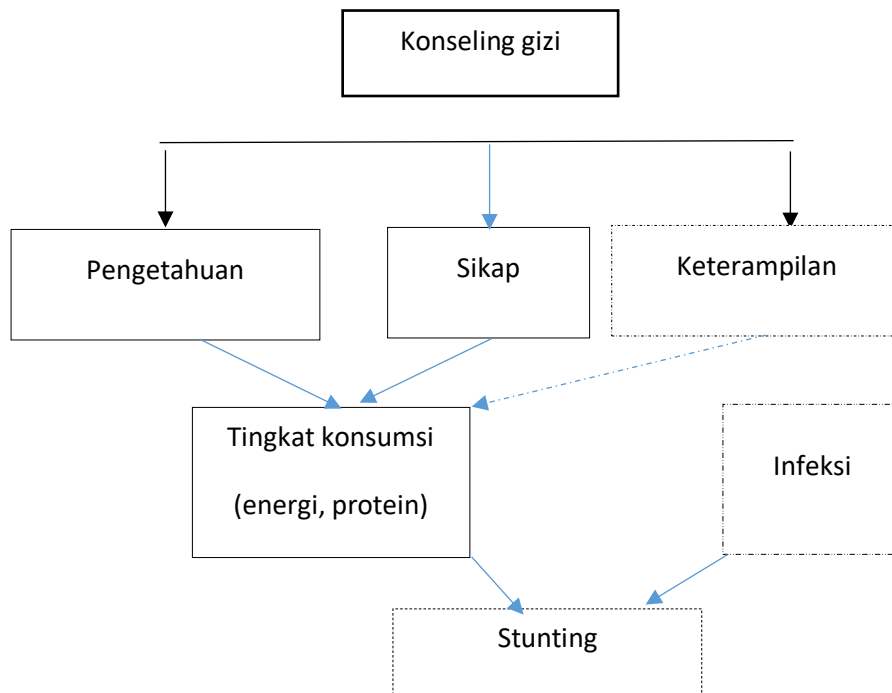 Konseling gizi
Pengetahuan
Sikap
Keterampilan
Tingkat konsumsi
(energi, protein)
Infeksi
Stunting